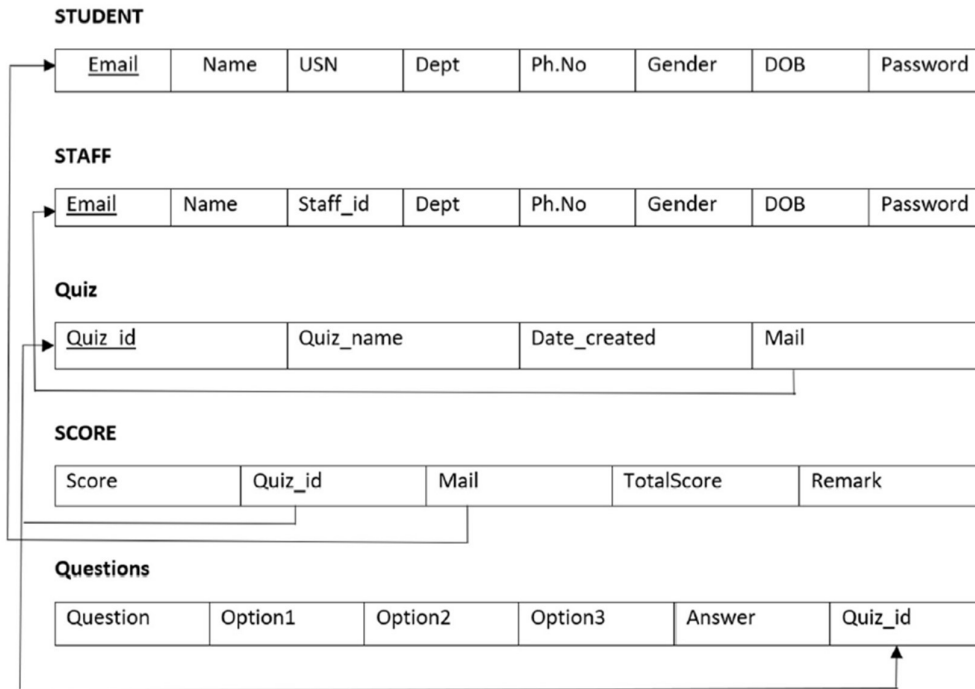 STUDENT
Email Name USN Dept Ph.No Gender DOB Password
STAFF
Email Name Staff_id Dept Ph.No Gender DOB Password
Quiz
Quiz_id Quiz_name Date_created Mail
SCORE
Score Quiz_id Mail TotalScore Remark
Questions
Question Option1 Option2 Option3 Answer Quiz_id